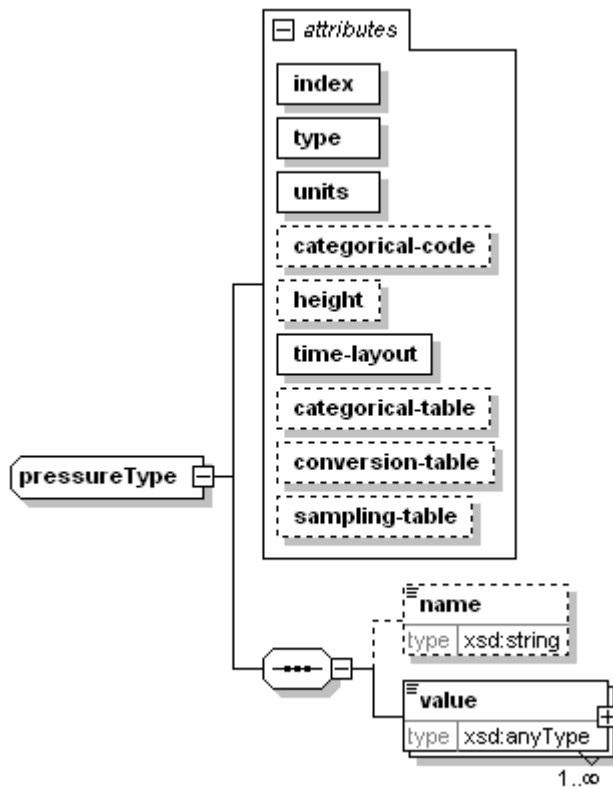 attributes
index
type
units
categorical-code
height
time-layout
categorical-table
conversion-table
sampling-table
pressureType
name
type xsd:string
value
type xsd:anyType
1..∞